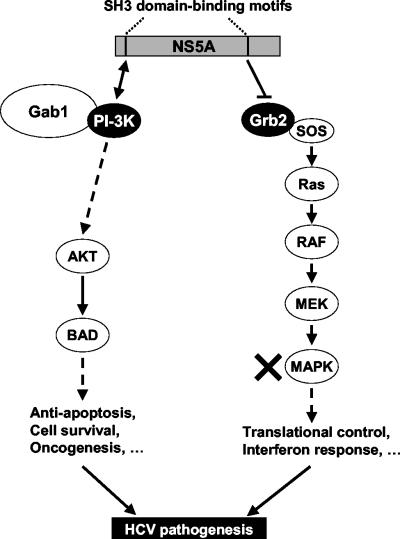 SH3 domain-binding motifs
NS5A
Gab1
PI-3K
Grb2
SOS
Ras
AKT
RAF
BAD
MEK
MAPK
Anti-apoptosis,
Cell survival,
Oncogenesis, ...
Translational control,
Interferon response, ...
HCV pathogenesis